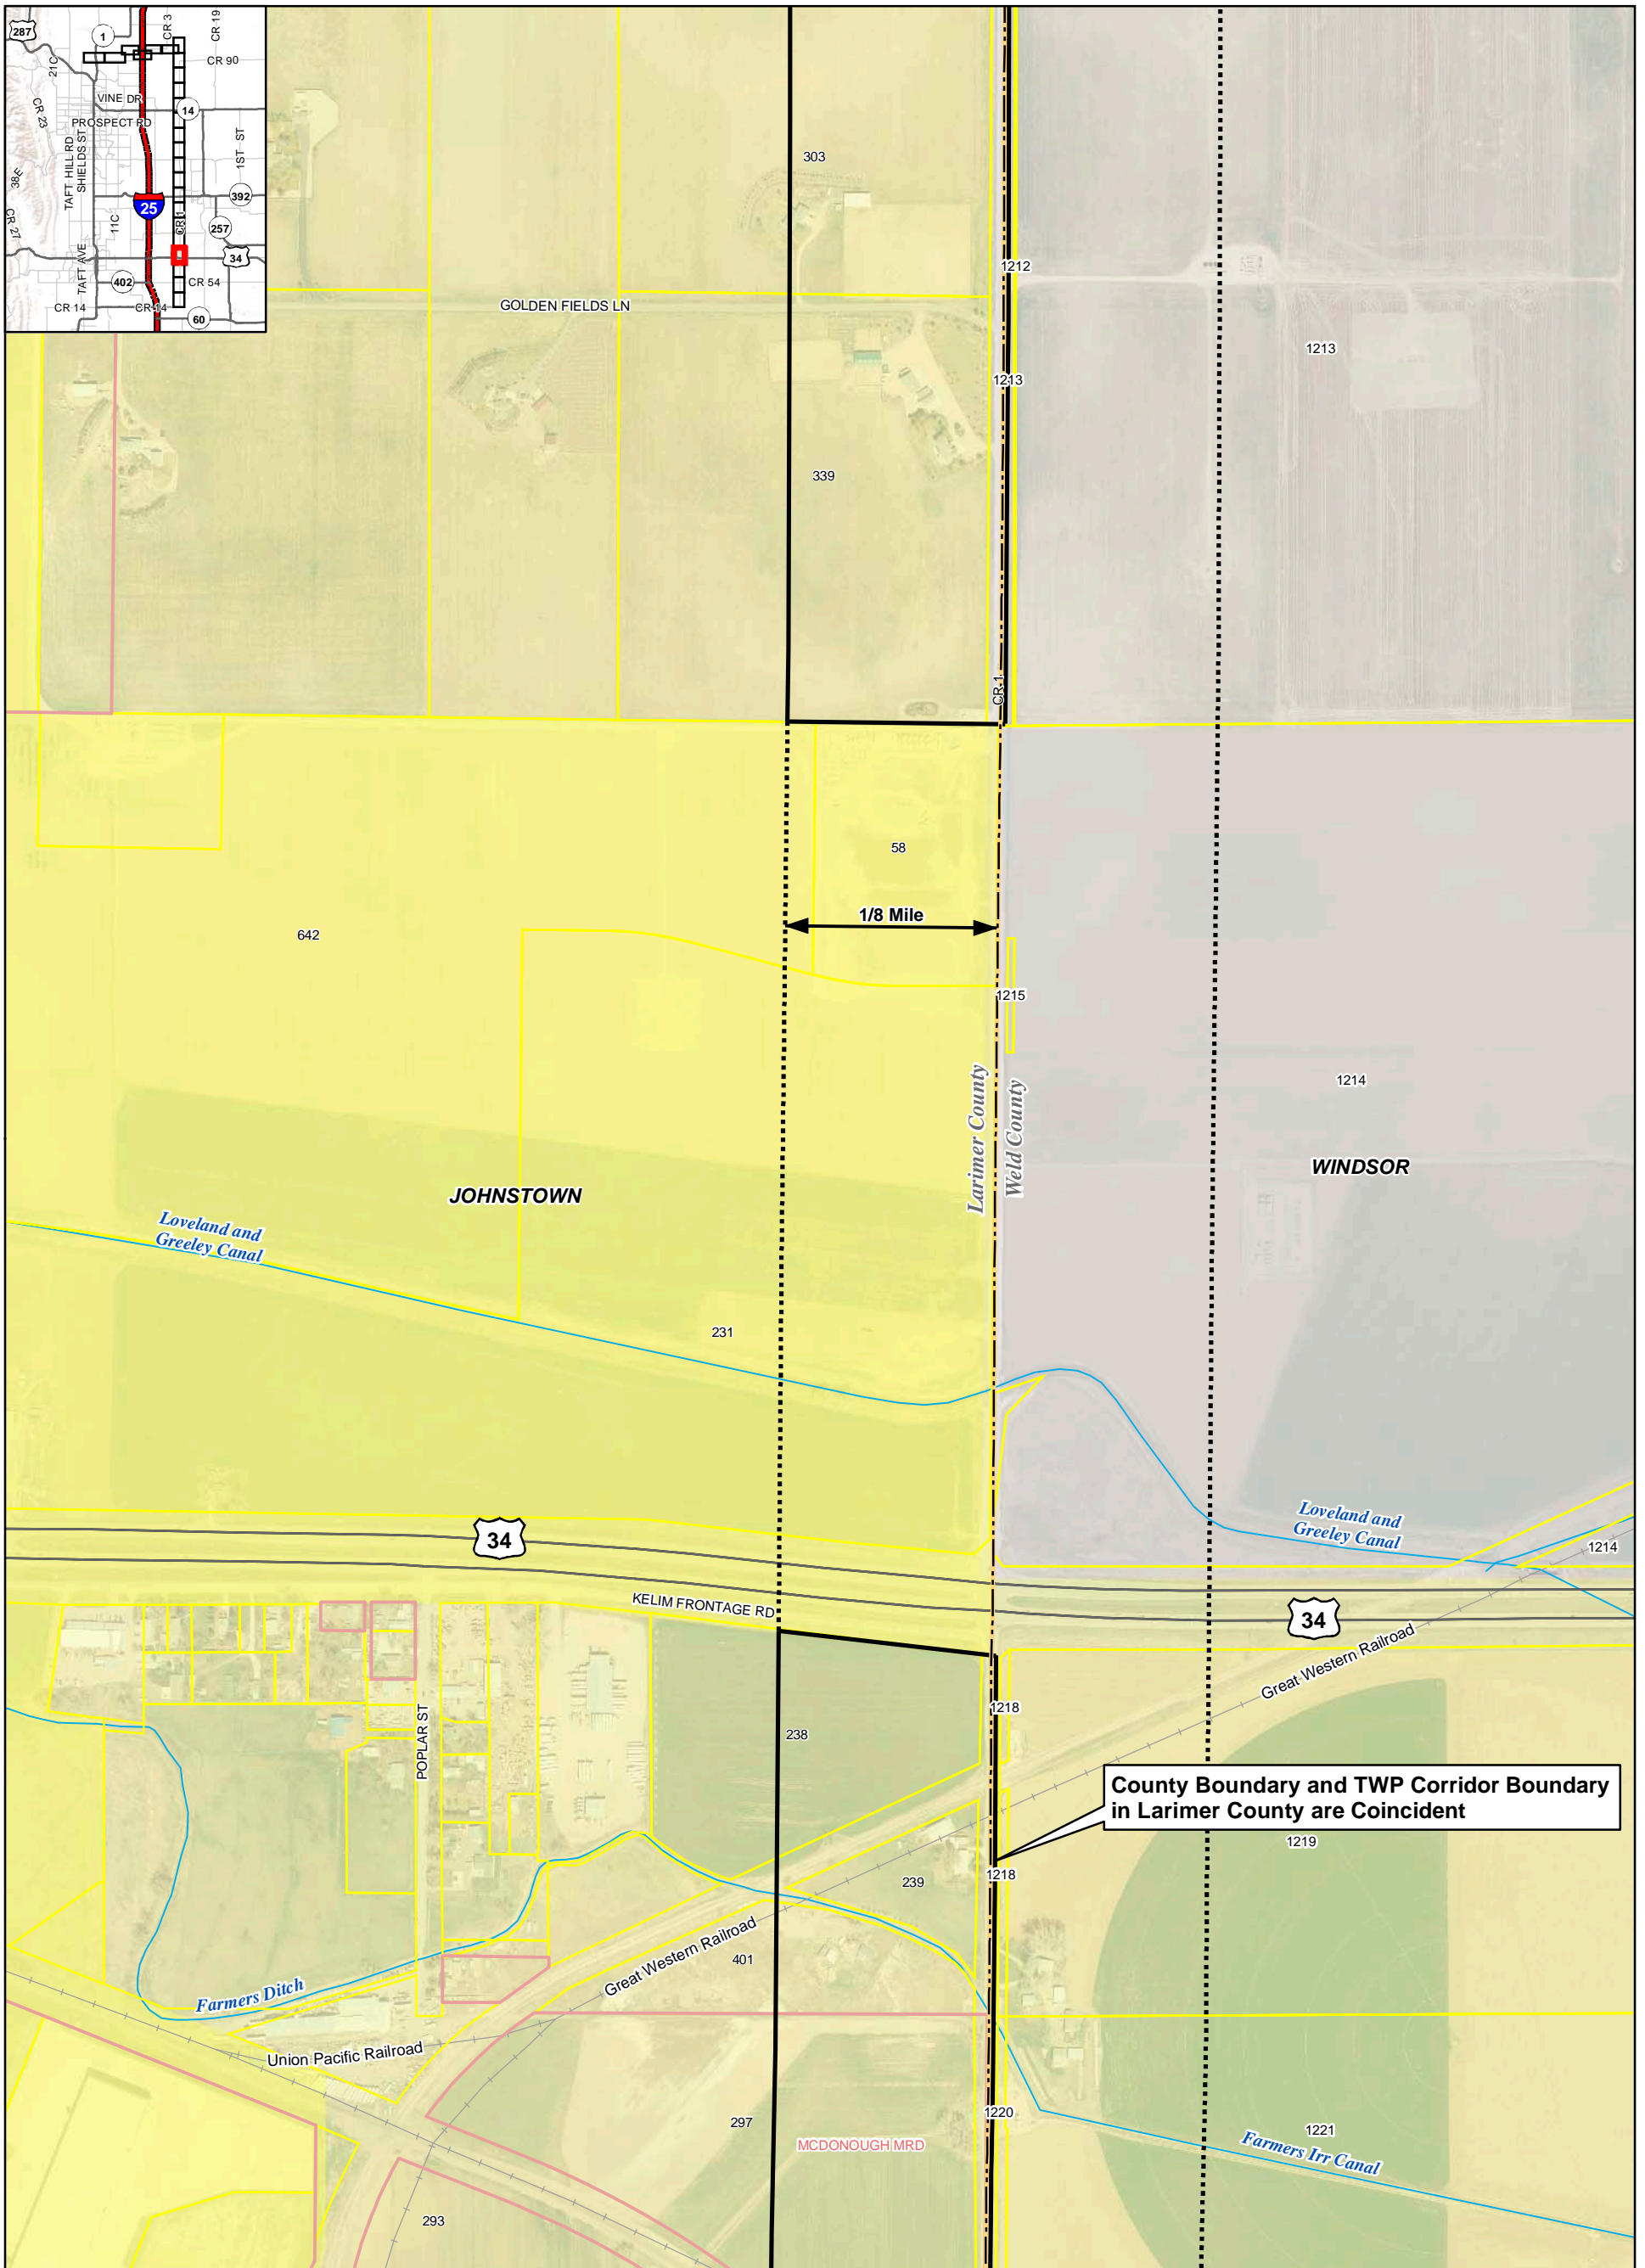 287
1
CR 3
CR 19
21C
CR 90
CR 23
VINE DR
14
PROSPECT RD
TAFT HILL RD
SHIELDS ST
1ST ST
38E
392
25
CR 27
11C
CR 1
257
34
TAFT AVE
402
CR 54
CR 14
CR 14
60
303
1212
GOLDEN FIELDS LN
1213
1213
339
CR 1
58
1/8 Mile
642
1215
Larimer County
Weld County
1214
WINDSOR
JOHNSTOWN
Loveland and
Greeley Canal
231
Loveland and
Greeley Canal
34
1214
KELIM FRONTAGE RD
34
Great Western Railroad
1218
POPLAR ST
238
County Boundary and TWP Corridor Boundary
in Larimer County are Coincident
1219
239
1218
Great Western Railroad
401
Farmers Ditch
Union Pacific Railroad
1220
297
1221
MCDONOUGH MRD
Farmers Irr Canal
293